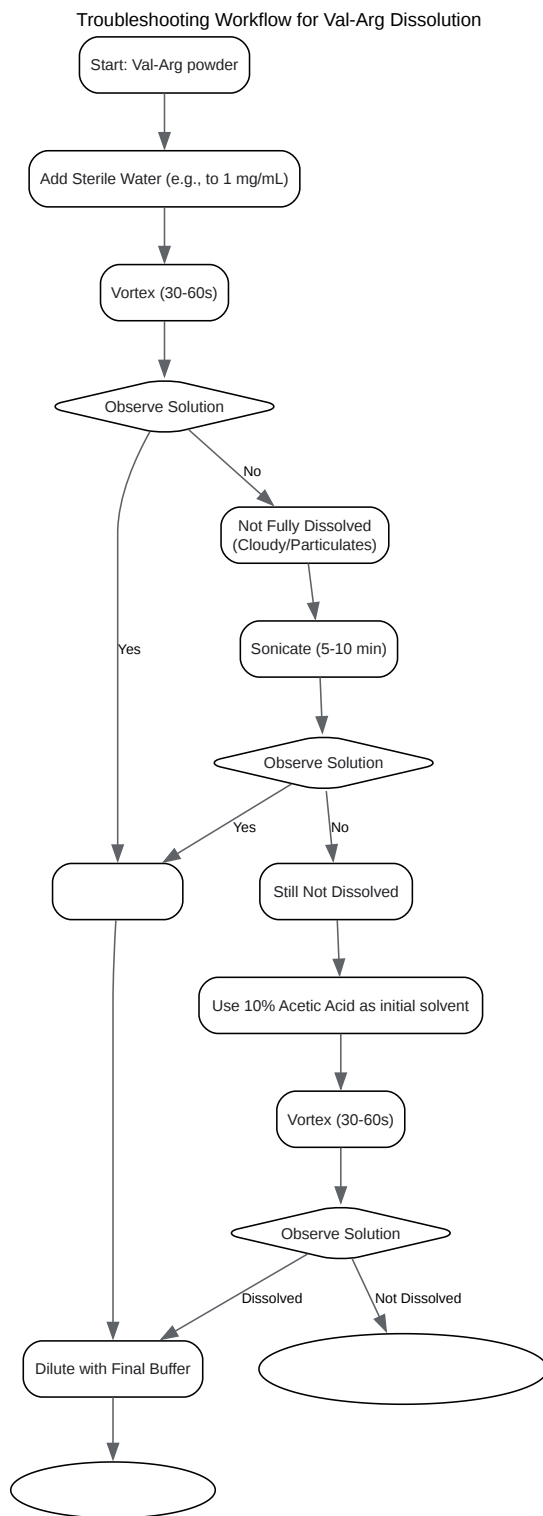 Troubleshooting Workflow for Val-Arg Dissolution
Start: Val-Arg powder
Add Sterile Water (e.g., to 1 mg/mL)
Vortex (30-60s)
Observe Solution
No
Not Fully Dissolved
(Cloudy/Particulates)
Yes
Sonicate (5-10 min)
Observe Solution
Yes
No
Still Not Dissolved
Use 10% Acetic Acid as initial solvent
Vortex (30-60s)
Observe Solution
Dissolved
Not Dissolved
Dilute with Final Buffer